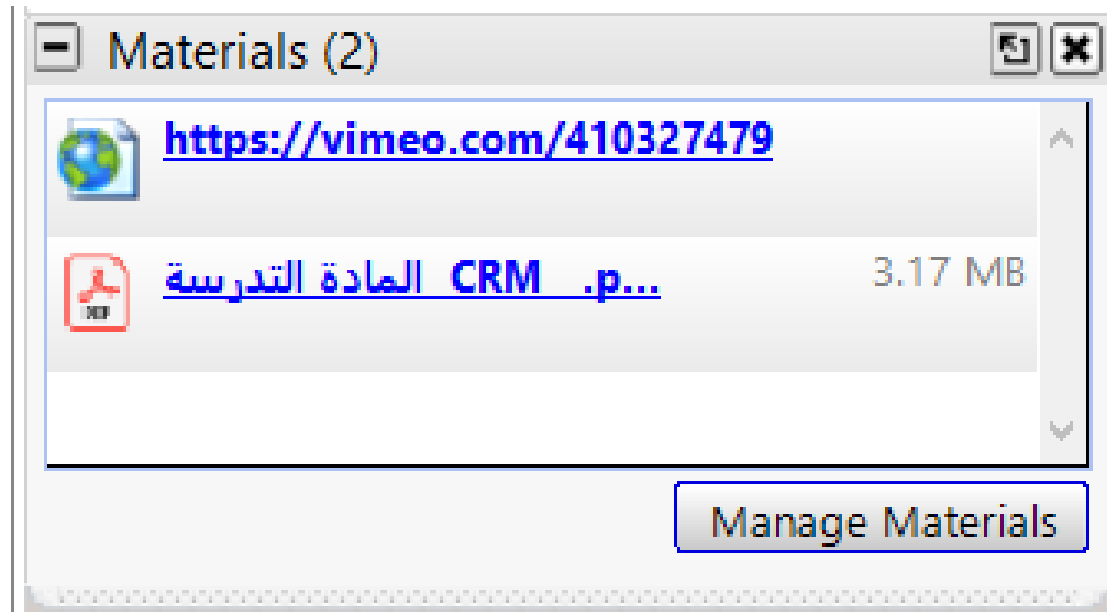 Materials (2)
https://vimeo.com/410327479
المادة التدرسة CRM .p...
3.17 MB
Manage Materials